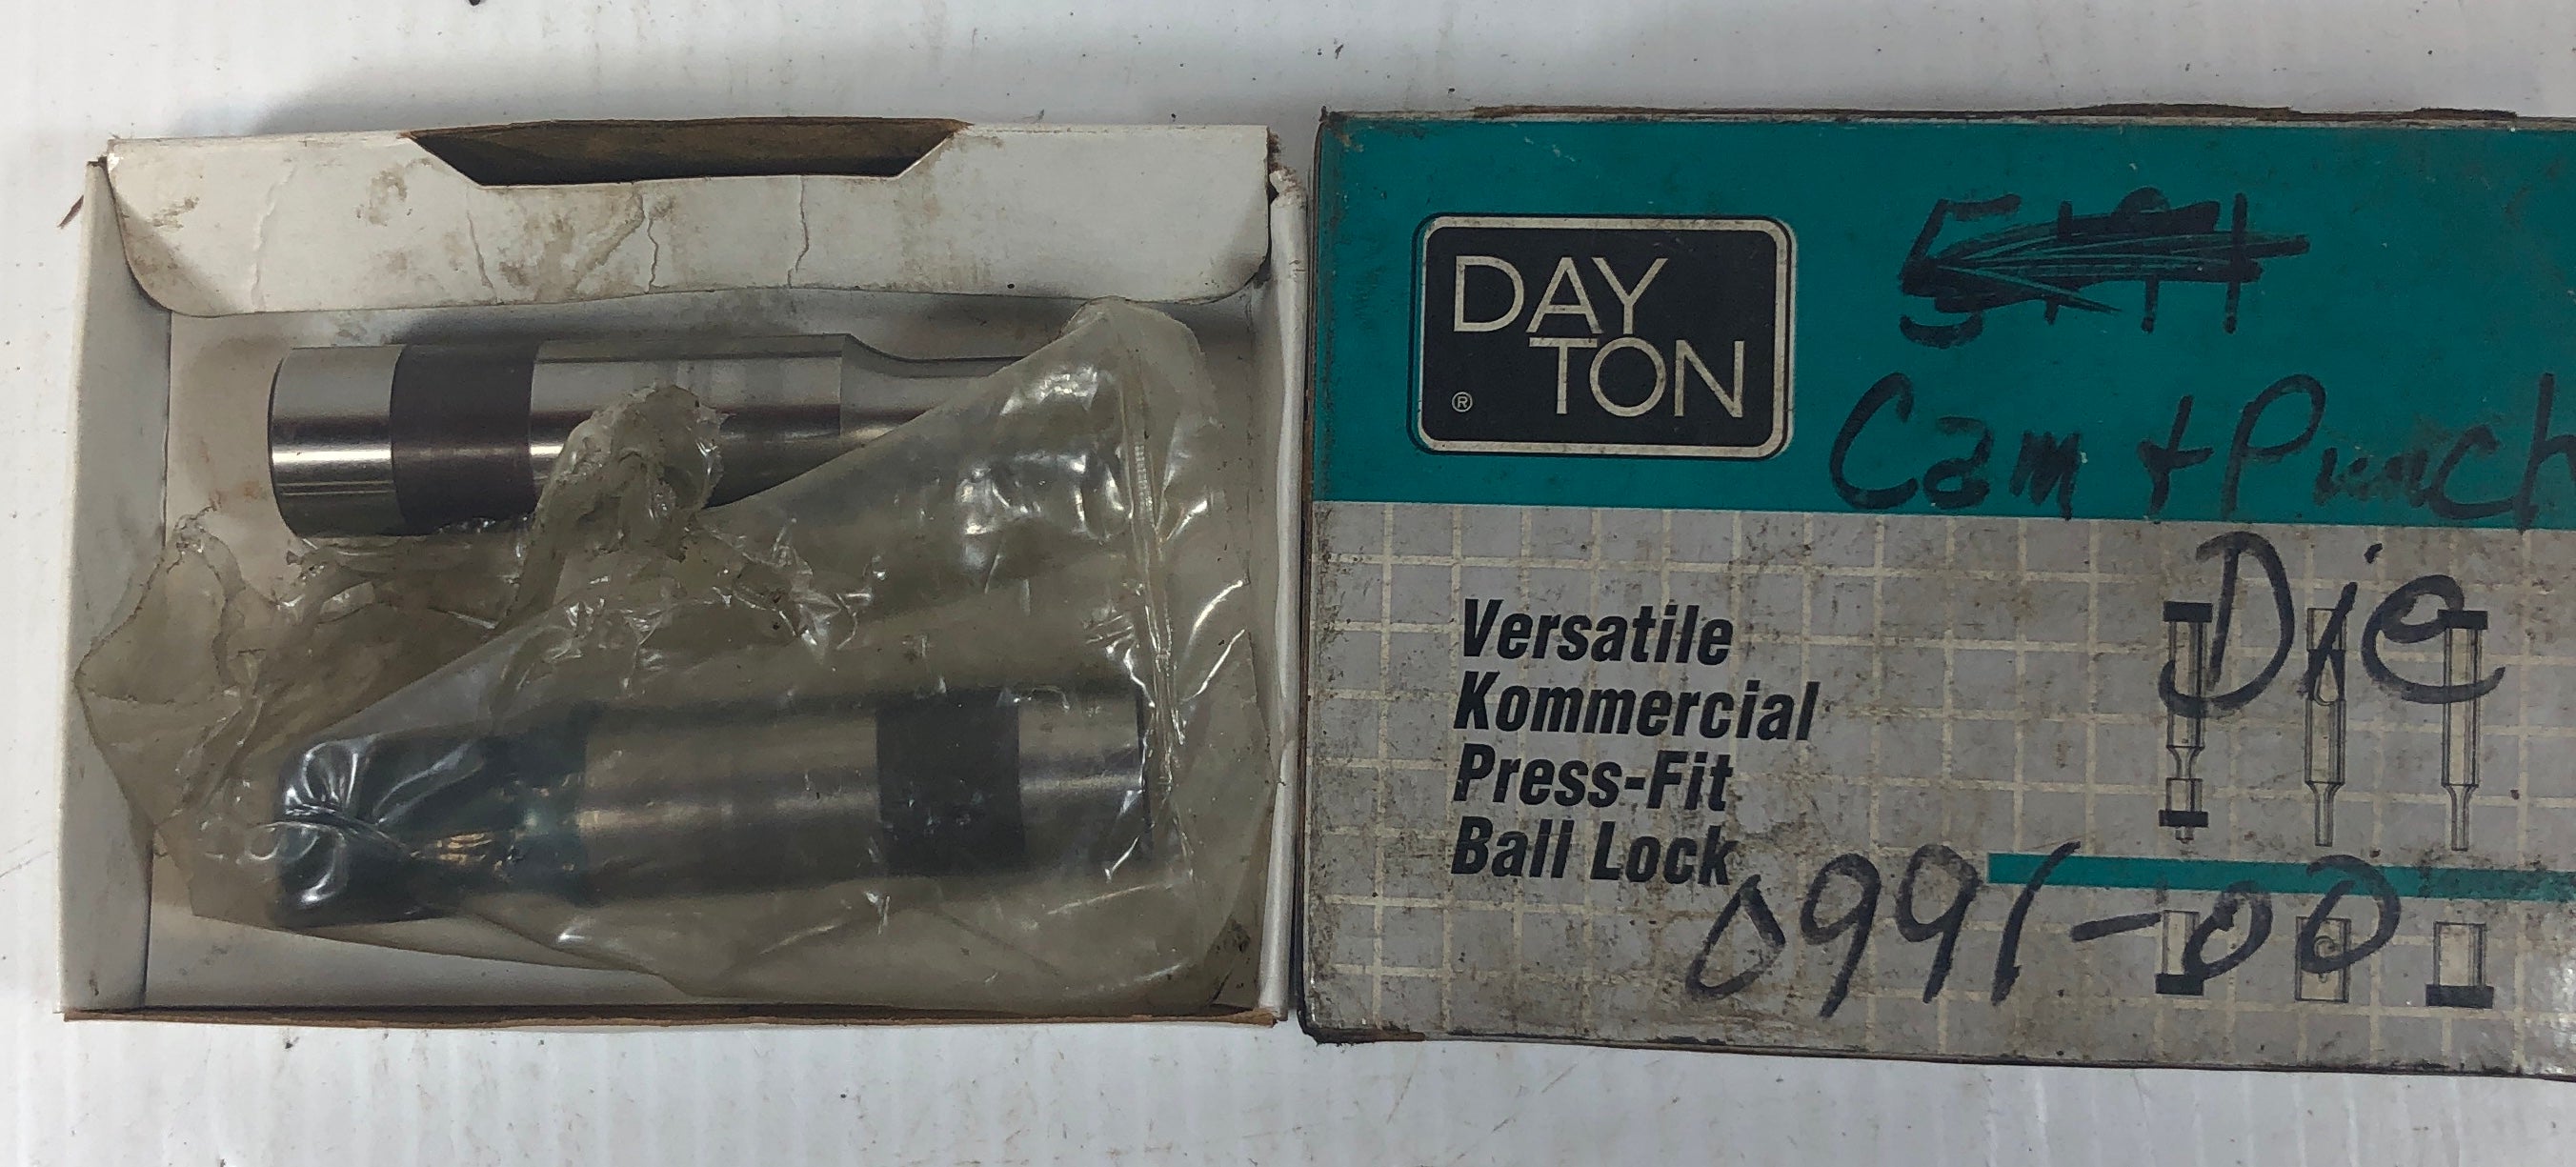 DAY
TON
®
Cam + Punch
Die
Versatile
Kommercial
Press-Fit
Ball Lock
0991-00